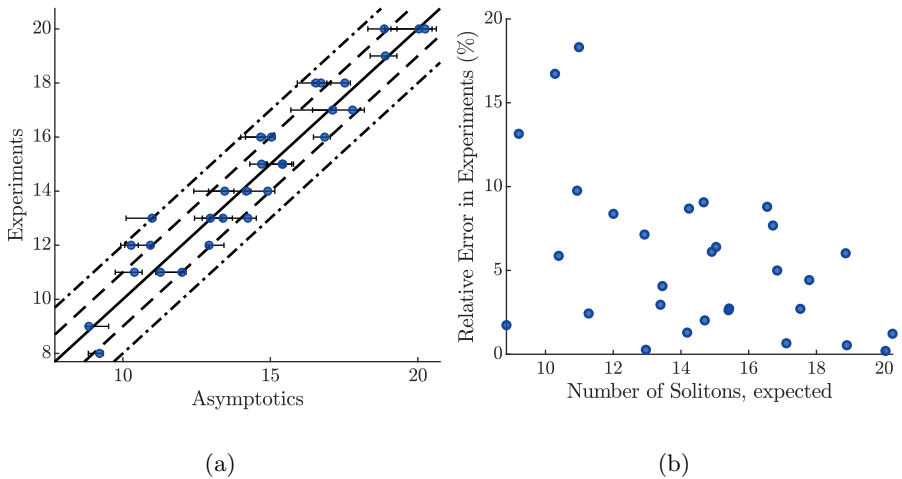 20
18
16
14
12
10
8
Experiments
10 15 20
Asymptotics
(a)
20
15
10
5
0
Relative Error in Experiments (%)
10 12 14 16 18 20
Number of Solitons, expected
(b)